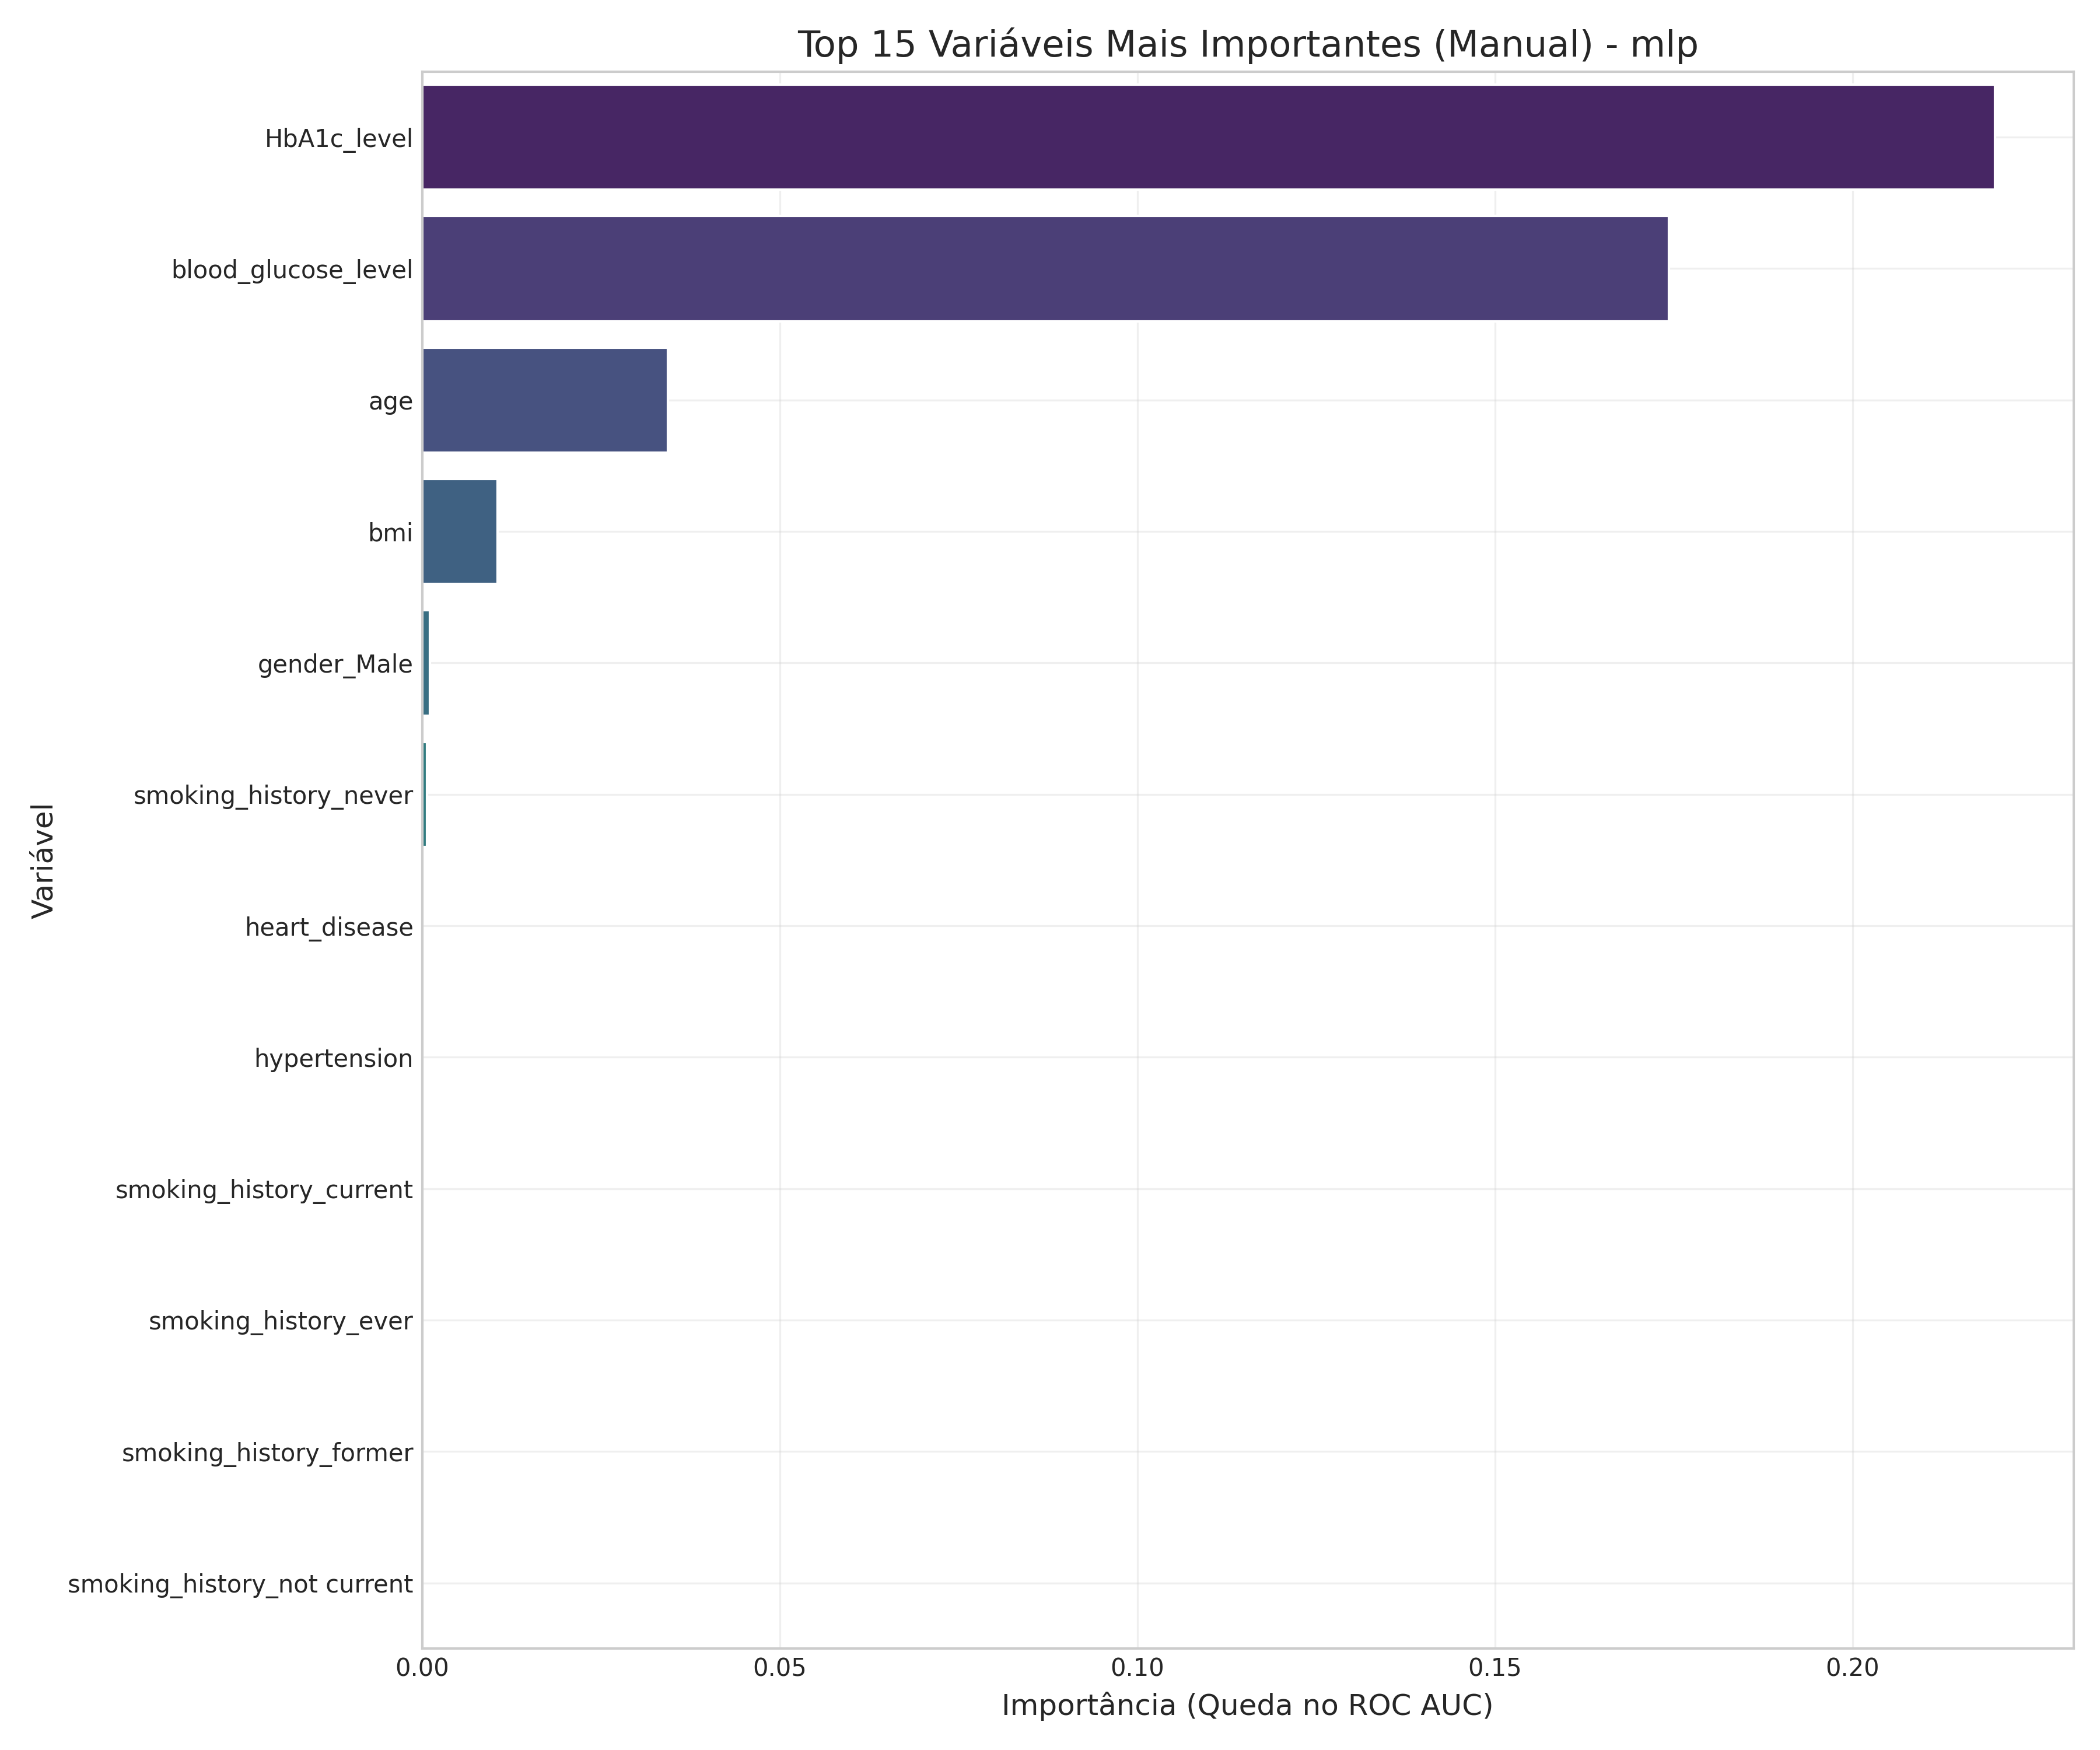 Top 15 Variáveis Mais Importantes (Manual) - mlp
HbA1c_level
blood_glucose_level
age
bmi
gender_Male
smoking_history_never
heart_disease
hypertension
smoking_history_current
smoking_history_ever
smoking_history_former
smoking_history_not current
Variável
0.00 0.05 0.10 0.15 0.20
Importância (Queda no ROC AUC)